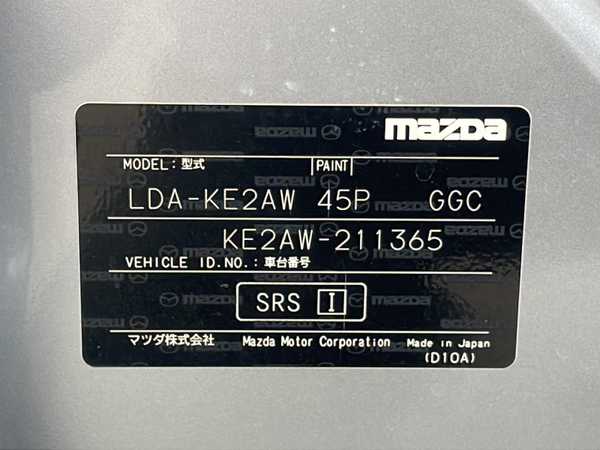 mazda
MODEL: 型式 PAINT
LDA-KE2AW 45P GGC
KE2AW-211365
VEHICLE ID.NO.: 車台番号
SRS I
マツダ株式会社 Mazda Motor Corporation Made in Japan
(D10A)